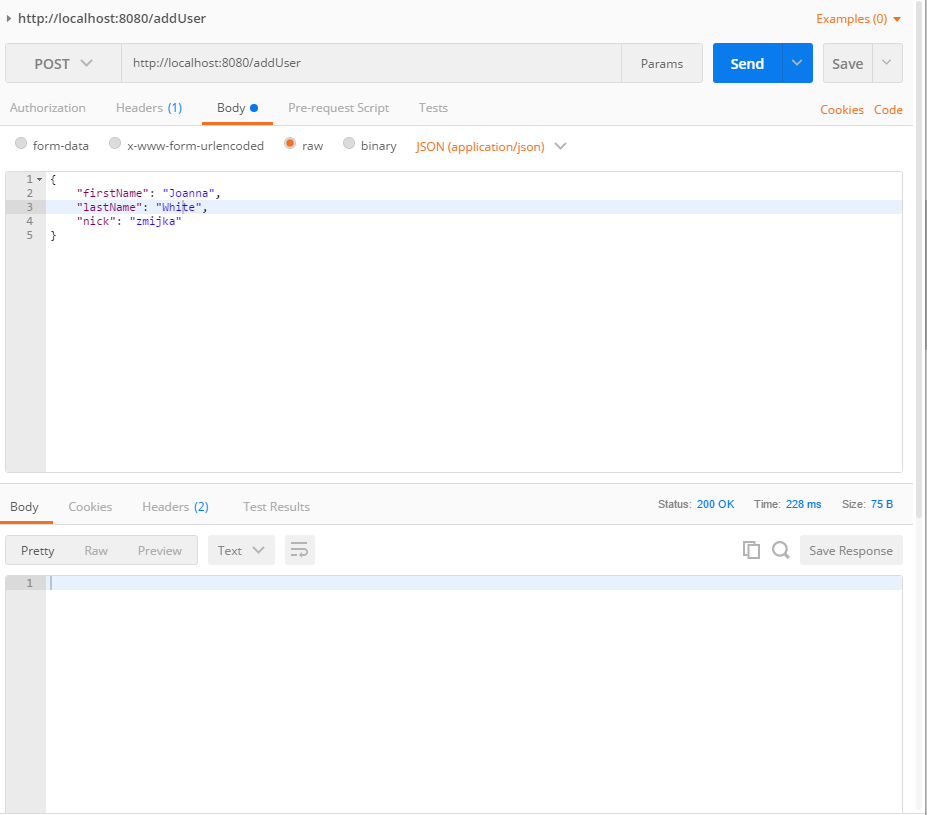 http://localhost:8080/addUser Examples (0)
POST http://localhost:8080/addUser Params Send Save
Authorization Headers (1) Body Pre-request Script Tests Cookies Code
form-data x-www-form-urlencoded raw binary JSON (application/json)
1 {
2 "firstName": "Joanna",
3 "lastName": "White",
4 "nick": "zmijka"
5 }
Body Cookies Headers (2) Test Results Status: 200 OK Time: 228 ms Size: 75 B
Pretty Raw Preview Text Save Response
1